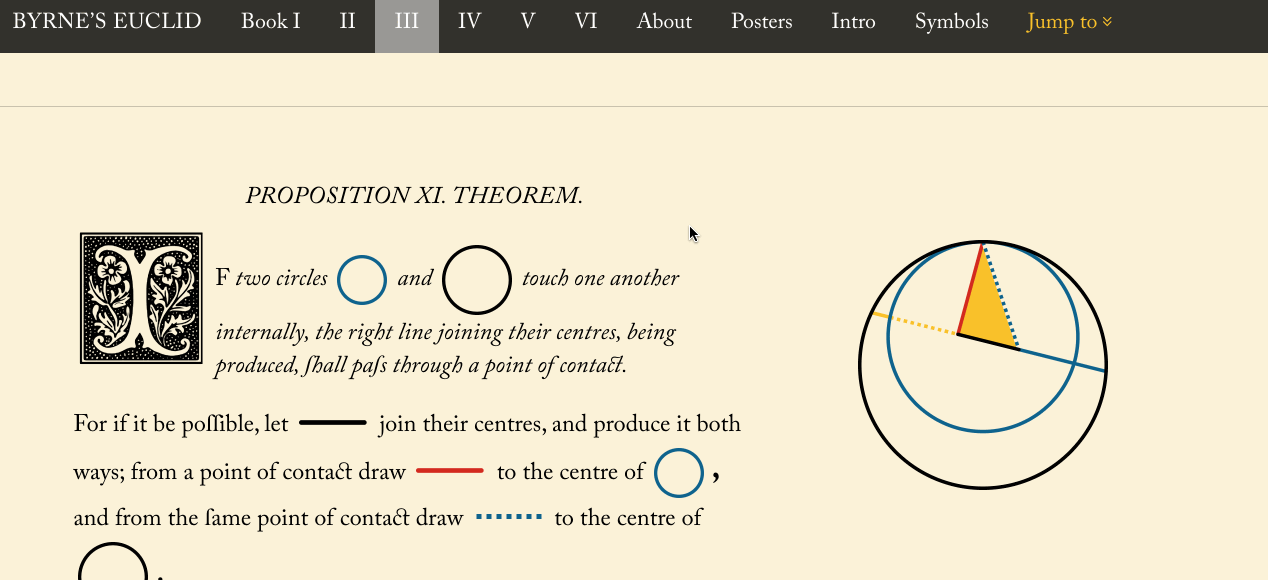 BYRNE'S EUCLID Book I II III IV V VI About Posters Intro Symbols Jump to
PROPOSITION XI. THEOREM.
IF two circles and touch one another
internally, the right line joining their centres, being
produced, ſhall paſs through a point of contact.
For if it be poſſible, let join their centres, and produce it both
ways; from a point of contact draw to the centre of ,
and from the ſame point of contact draw to the centre of
.